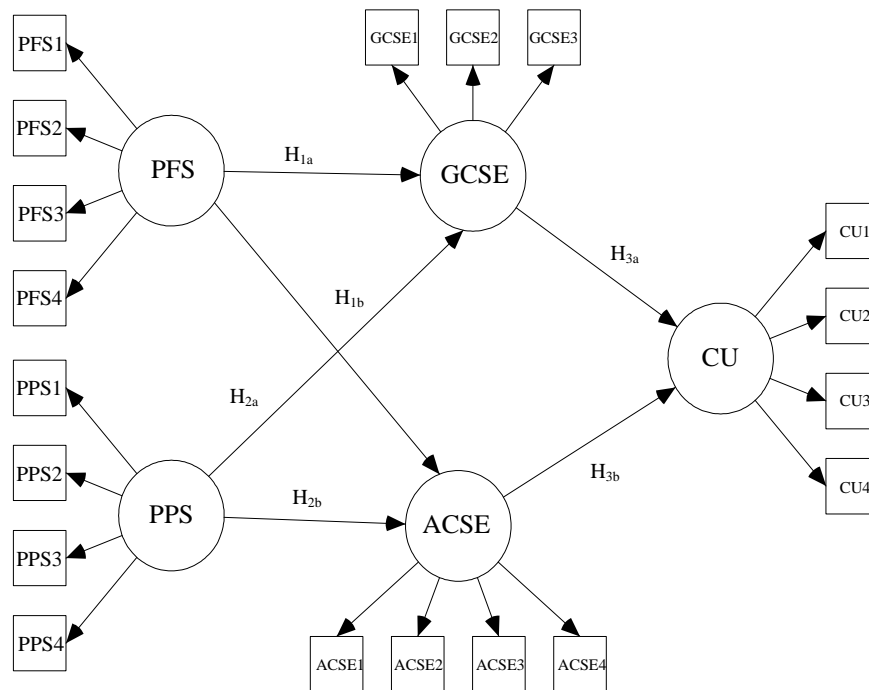 PFS1
PFS2
PFS3
PFS4
PFS
H1a
GCSE1
GCSE2
GCSE3
GCSE
H1b
H2a
H3a
PPS1
PPS2
PPS3
PPS4
PPS
H2b
ACSE
H3b
ACSE1
ACSE2
ACSE3
ACSE4
CU
CU1
CU2
CU3
CU4